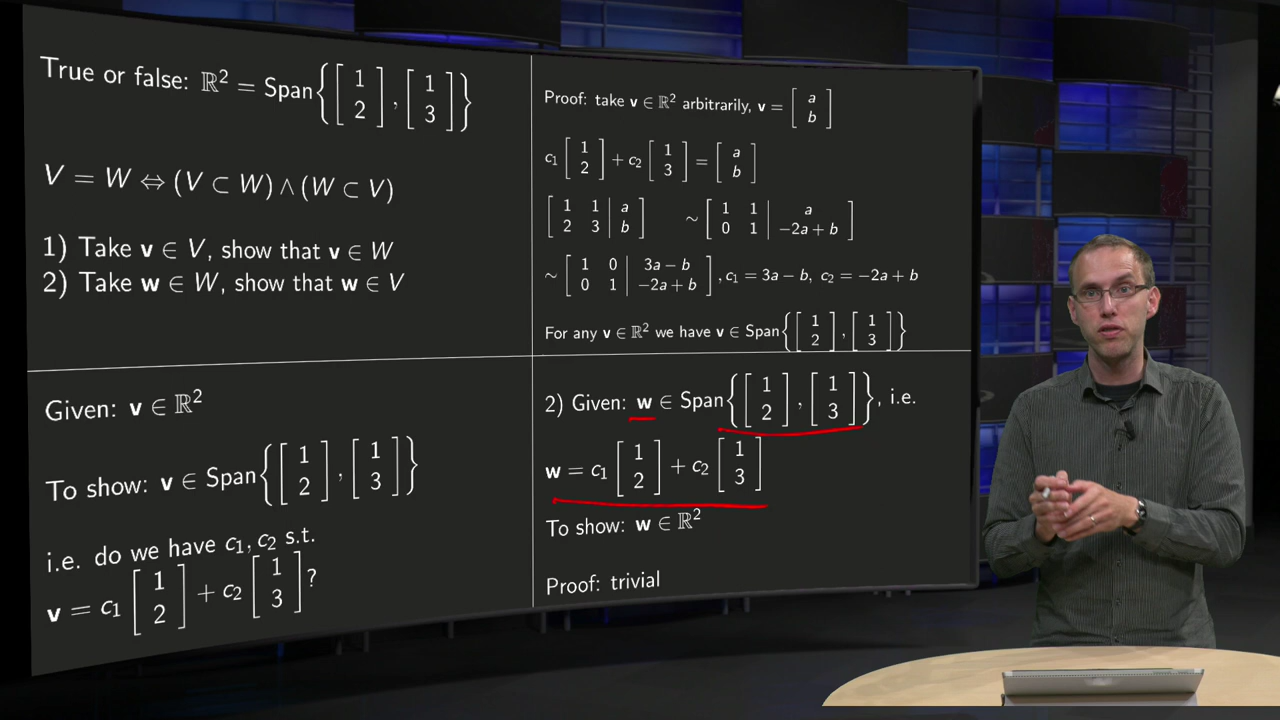 True or false: ℝ² = Span{[1 2], [1 3]}
V = W ⇔ (V ⊂ W) ∧ (W ⊂ V)
1) Take v ∈ V, show that v ∈ W
2) Take w ∈ W, show that w ∈ V
Proof: take v ∈ ℝ² arbitrarily, v = [a b]
c₁ [1 2] + c₂ [1 3] = [a b]
[1 1 | a; 2 3 | b] ~ [1 1 | a; 0 1 | −2a + b]
~ [1 0 | 3a − b; 0 1 | −2a + b], c₁ = 3a − b, c₂ = −2a + b
For any v ∈ ℝ² we have v ∈ Span{[1 2], [1 3]}
Given: v ∈ ℝ²
To show: v ∈ Span{[1 2], [1 3]}
i.e. do we have c₁, c₂ s.t.
v = c₁ [1 2] + c₂ [1 3]?
2) Given: w ∈ Span{[1 2], [1 3]}, i.e.
w = c₁ [1 2] + c₂ [1 3]
To show: w ∈ ℝ²
Proof: trivial